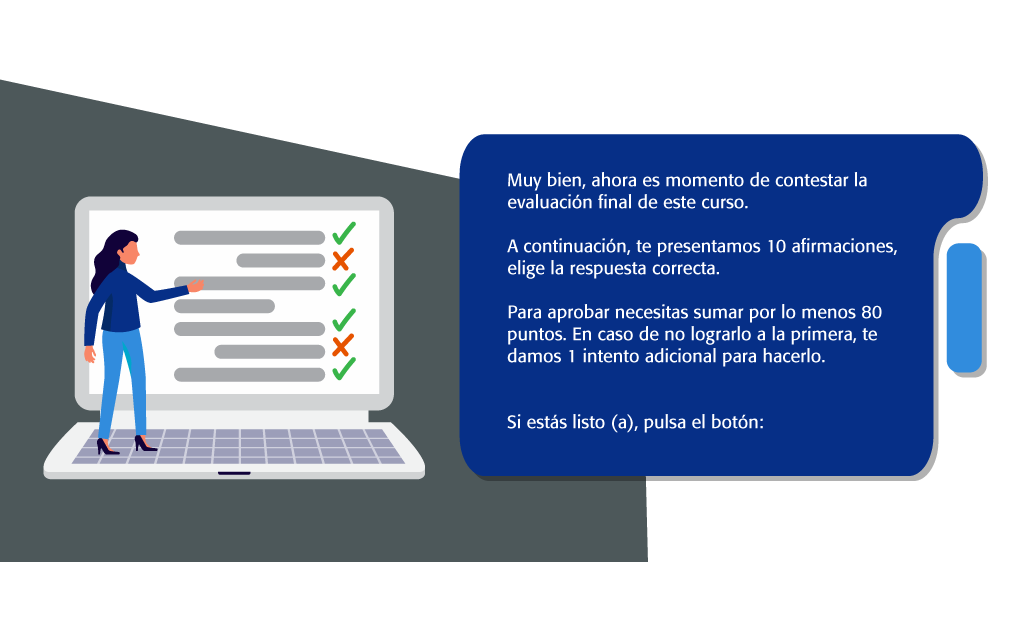 Muy bien, ahora es momento de contestar la
evaluación final de este curso.
A continuación, te presentamos 10 afirmaciones,
elige la respuesta correcta.
Para aprobar necesitas sumar por lo menos 80
puntos. En caso de no lograrlo a la primera, te
damos 1 intento adicional para hacerlo.
Si estás listo (a), pulsa el botón: